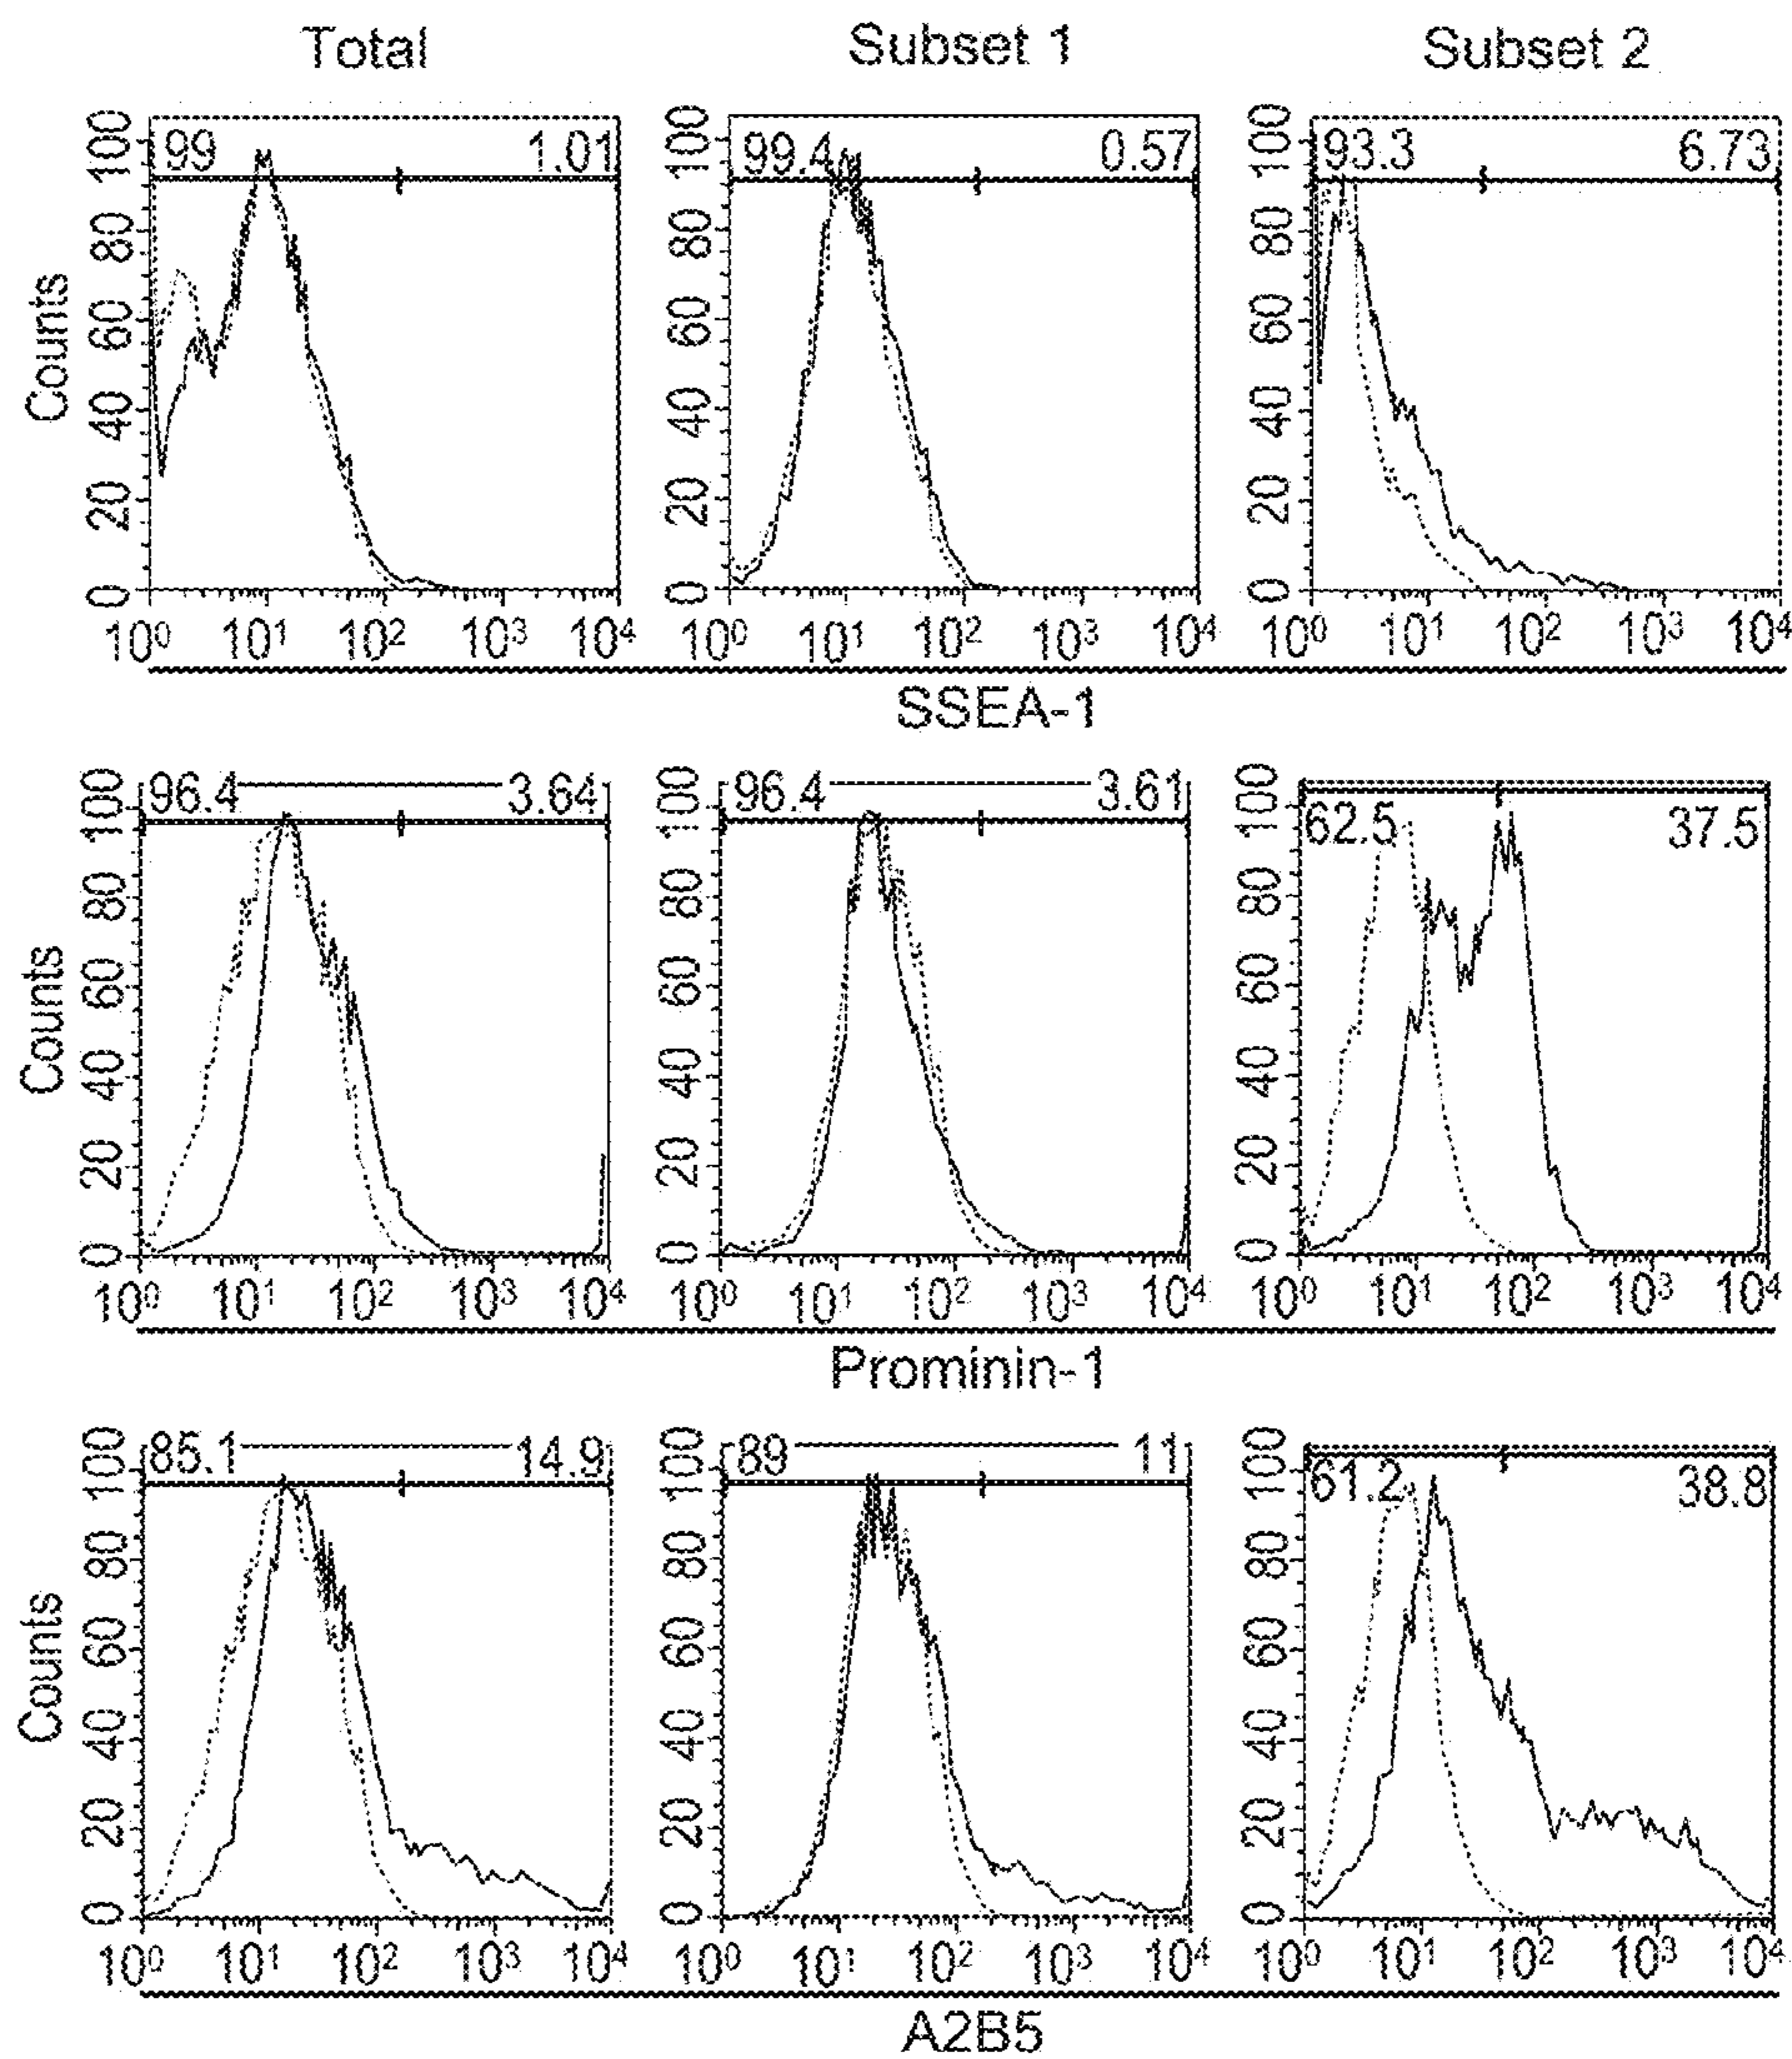 Total Subset 1 Subset 2
99 1.01 99.4 0.57 93.3 6.73
Counts
100 80 60 40 20 0
100 80 60 40 20 0
100 80 60 40 20 0
10⁰ 10¹ 10² 10³ 10⁴ 10⁰ 10¹ 10² 10³ 10⁴ 10⁰ 10¹ 10² 10³ 10⁴
SSEA-1
96.4 3.64 96.4 3.61 62.5 37.5
Counts
100 80 60 40 20 0
100 80 60 40 20 0
100 80 60 40 20 0
10⁰ 10¹ 10² 10³ 10⁴ 10⁰ 10¹ 10² 10³ 10⁴ 10⁰ 10¹ 10² 10³ 10⁴
Prominin-1
85.1 14.9 89 11 61.2 38.8
Counts
100 80 60 40 20 0
100 80 60 40 20 0
100 80 60 40 20 0
10⁰ 10¹ 10² 10³ 10⁴ 10⁰ 10¹ 10² 10³ 10⁴ 10⁰ 10¹ 10² 10³ 10⁴
A2B5